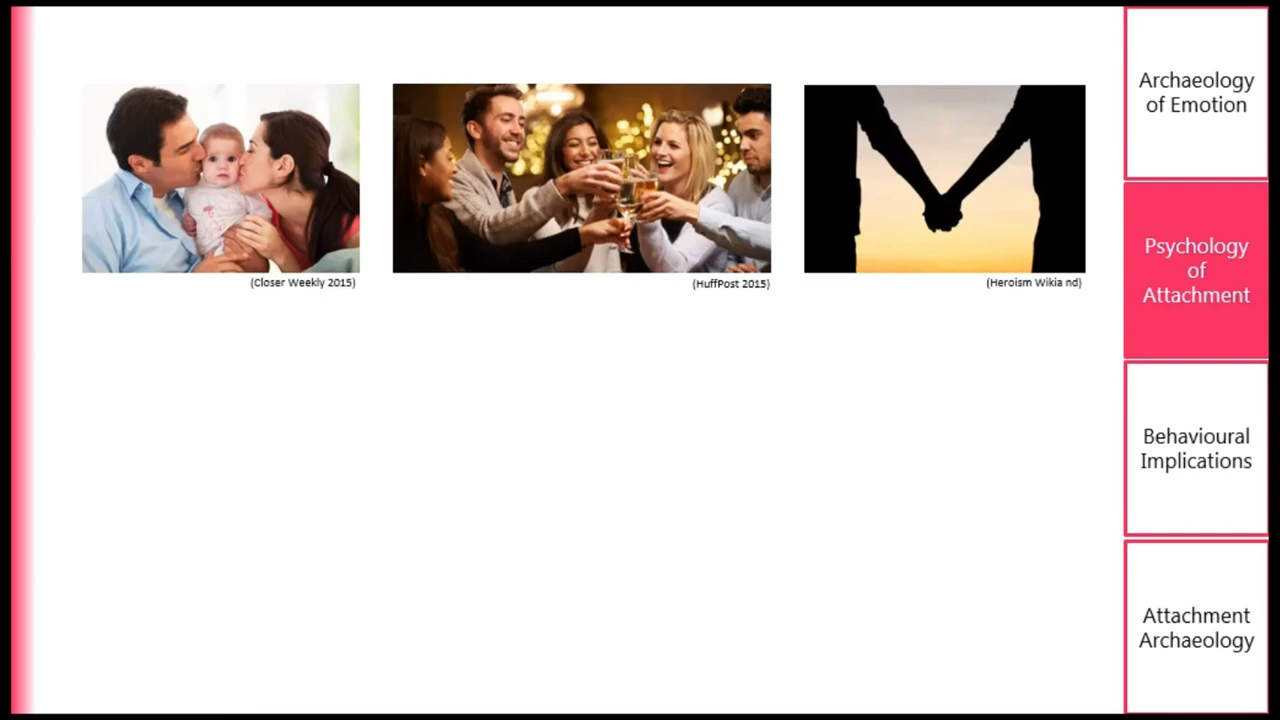 (Closer Weekly 2015)
(HuffPost 2015)
(Heroism Wikia nd)
Archaeology
of Emotion
Psychology
of
Attachment
Behavioural
Implications
Attachment
Archaeology